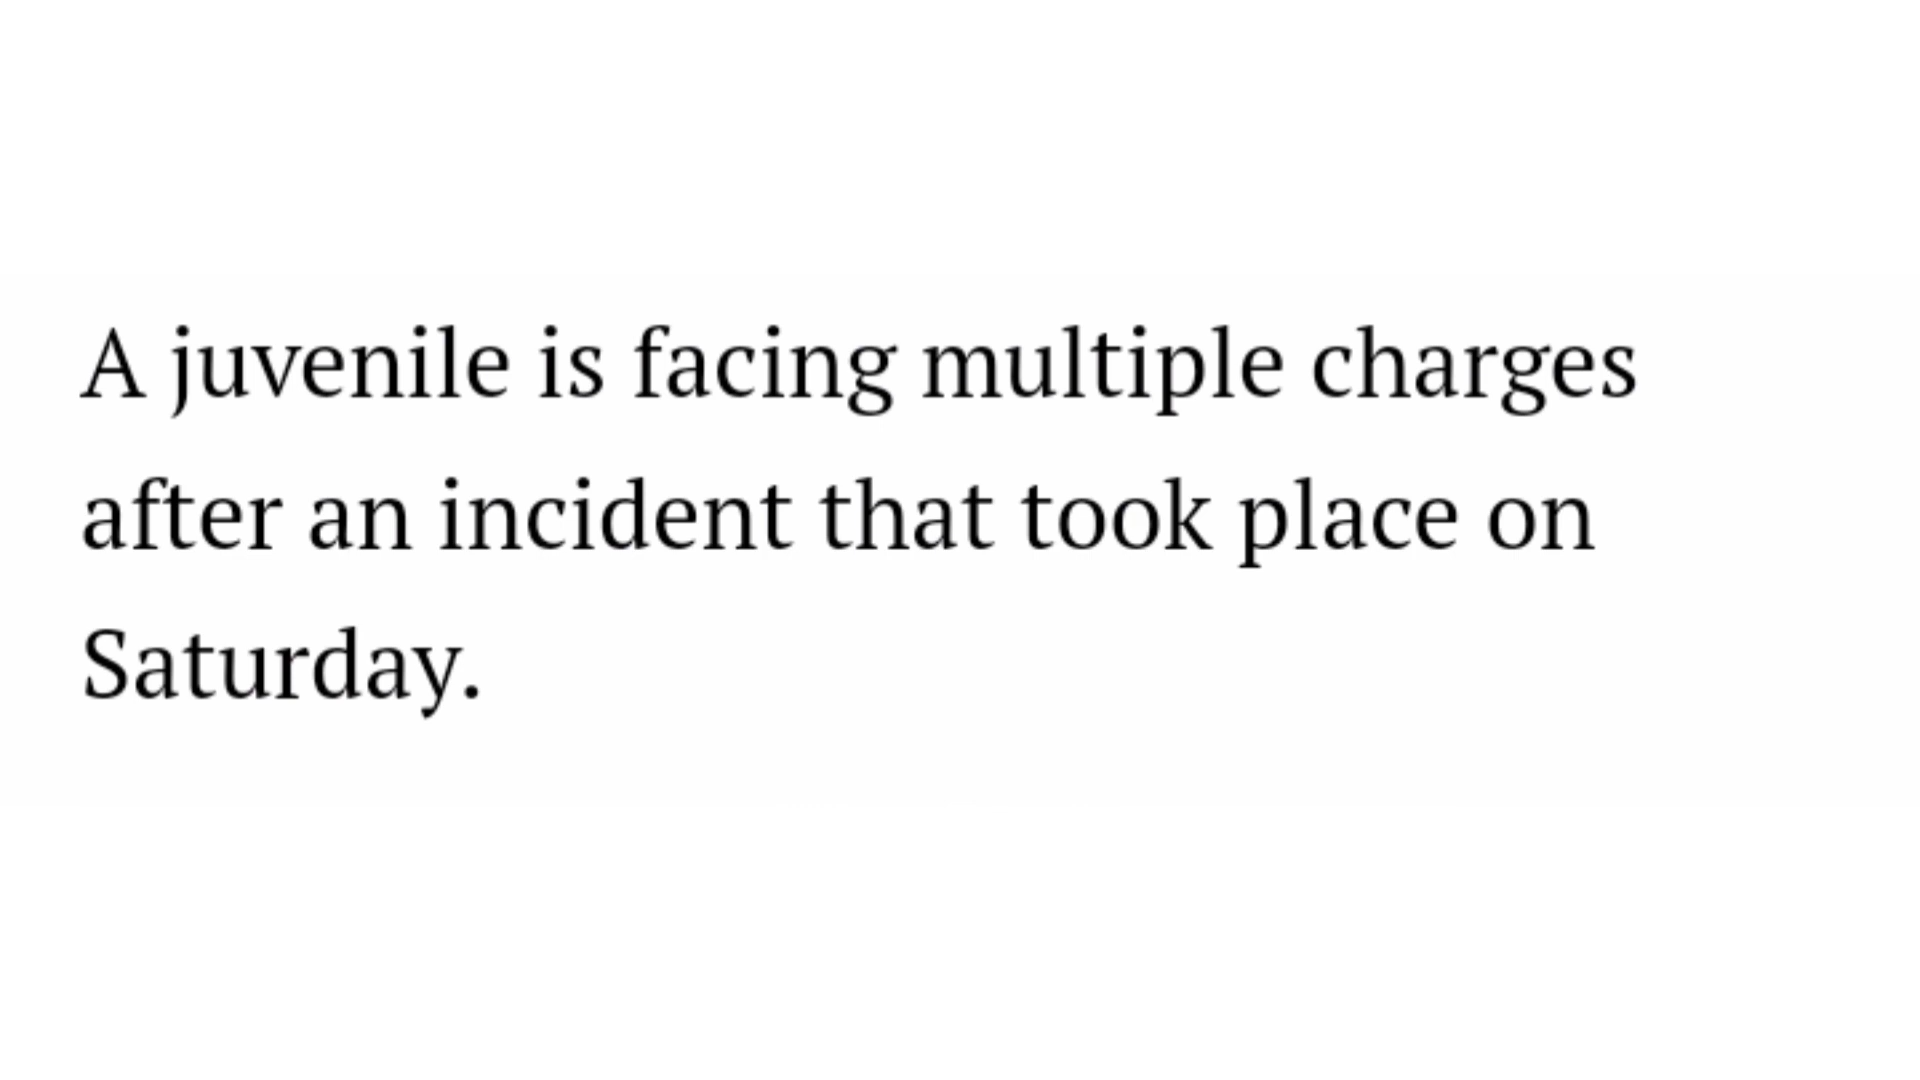 A juvenile is facing multiple charges
after an incident that took place on
Saturday.